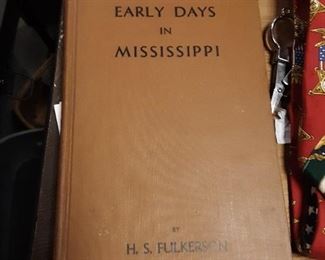 EARLY DAYS
IN
MISSISSIPPI
BY
H. S. FULKERSON